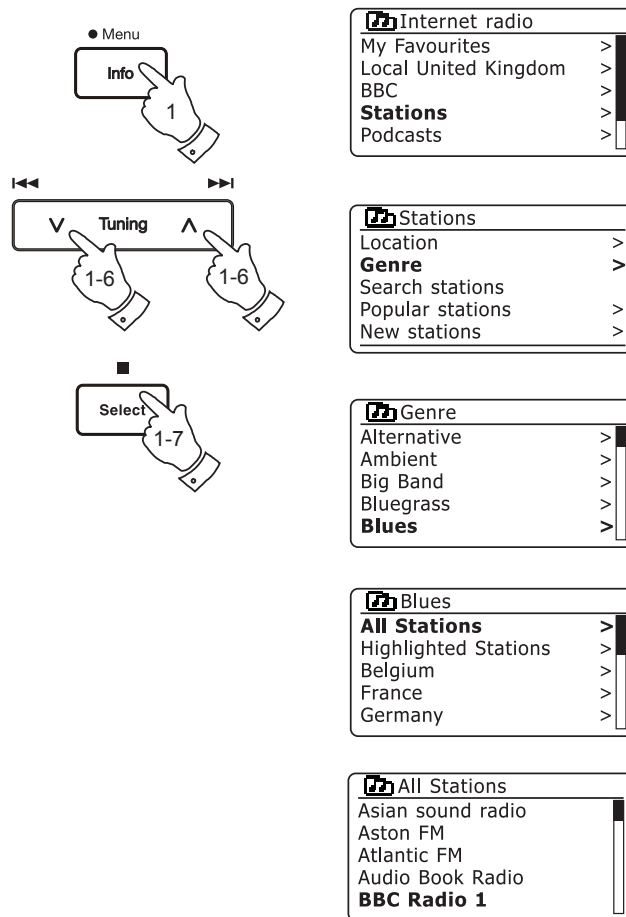 Menu
Info
1
Tuning
1-6
1-6
Select
1-7
Internet radio
My Favourites >
Local United Kingdom >
BBC >
Stations >
Podcasts >
Stations
Location >
Genre >
Search stations
Popular stations >
New stations >
Genre
Alternative >
Ambient >
Big Band >
Bluegrass >
Blues >
Blues
All Stations >
Highlighted Stations >
Belgium >
France >
Germany >
All Stations
Asian sound radio
Aston FM
Atlantic FM
Audio Book Radio
BBC Radio 1